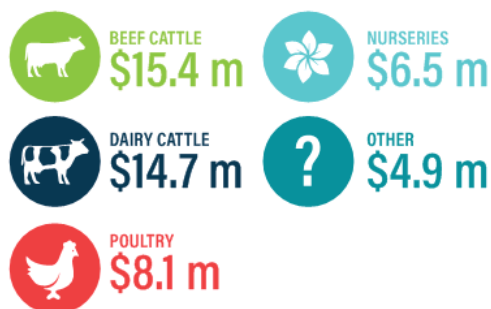 BEEF CATTLE
$15.4 m
DAIRY CATTLE
$14.7 m
POULTRY
$8.1 m
NURSERIES
$6.5 m
?
OTHER
$4.9 m